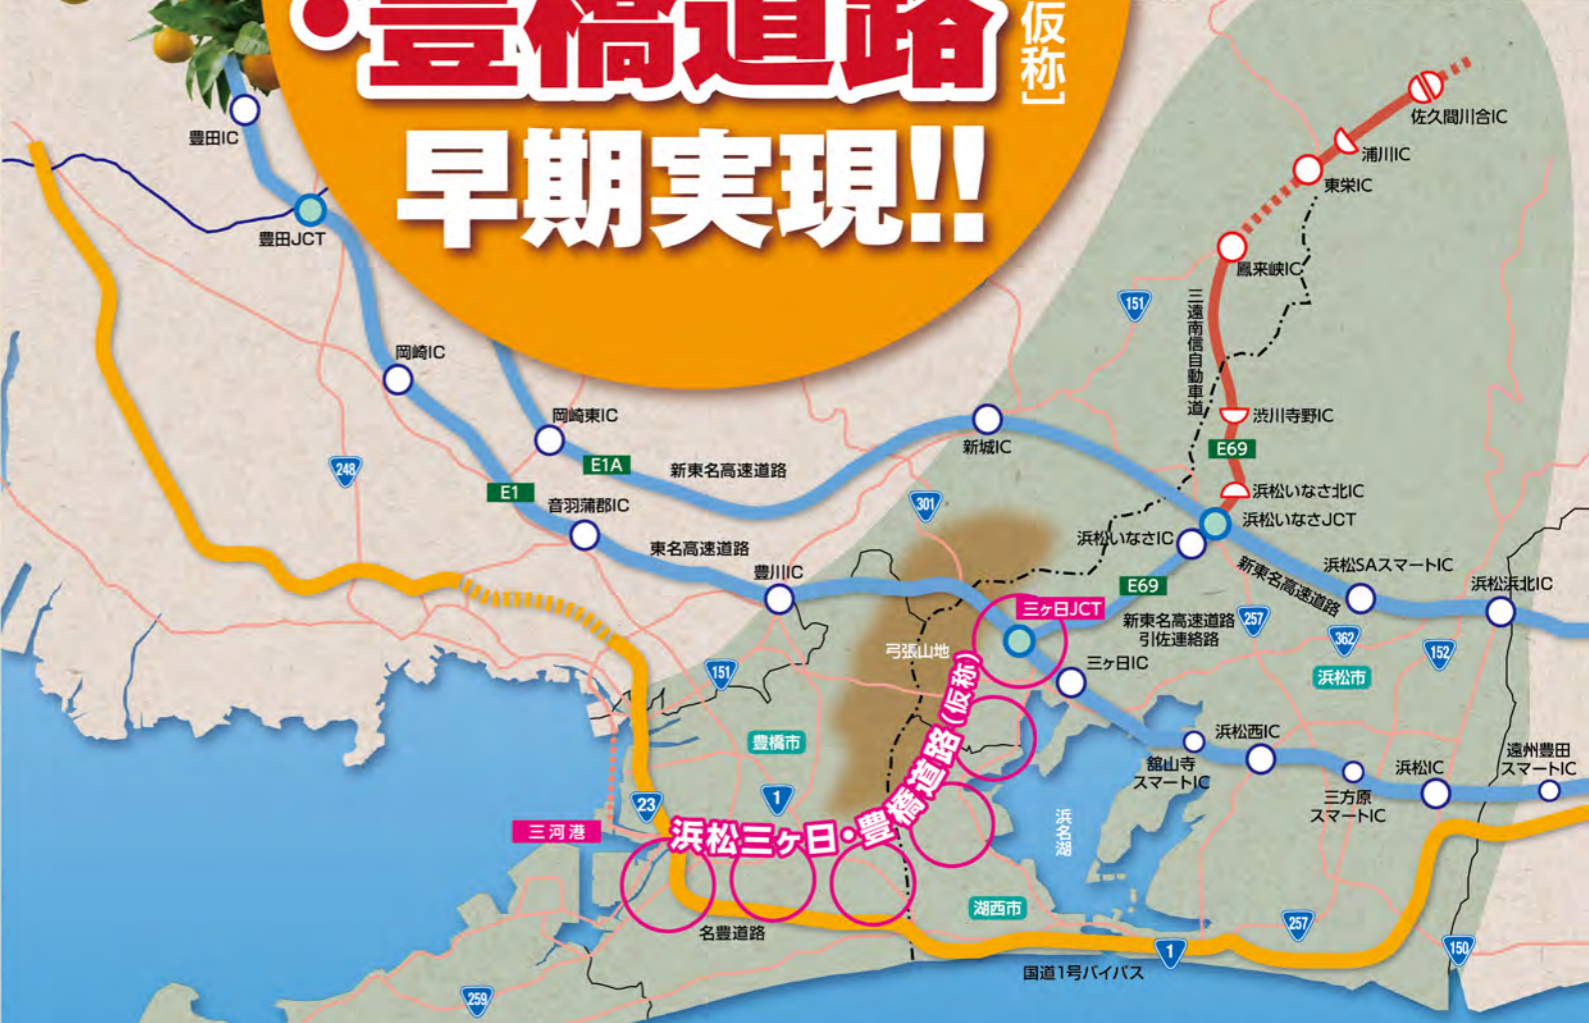 ・豊橋道路
［仮称］
早期実現!!
豊田IC
豊田JCT
岡崎IC
岡崎東IC
E1A
新東名高速道路
E1
音羽蒲郡IC
東名高速道路
豊川IC
新城IC
248
301
151
佐久間川合IC
浦川IC
東栄IC
鳳来峡IC
三遠南信自動車道
渋川寺野IC
E69
浜松いなさ北IC
浜松いなさJCT
浜松いなさIC
E69
新東名高速道路
浜松SAスマートIC
浜松浜北IC
三ヶ日JCT
新東名高速道路
引佐連絡路
257
362
152
弓張山地
三ヶ日IC
浜松市
151
豊橋市
1
23
三河港
浜松三ヶ日・豊橋道路(仮称)
舘山寺
スマートIC
浜松西IC
三方原
スマートIC
浜松IC
遠州豊田
スマートIC
浜名湖
湖西市
名豊道路
257
1
150
国道1号バイパス
259